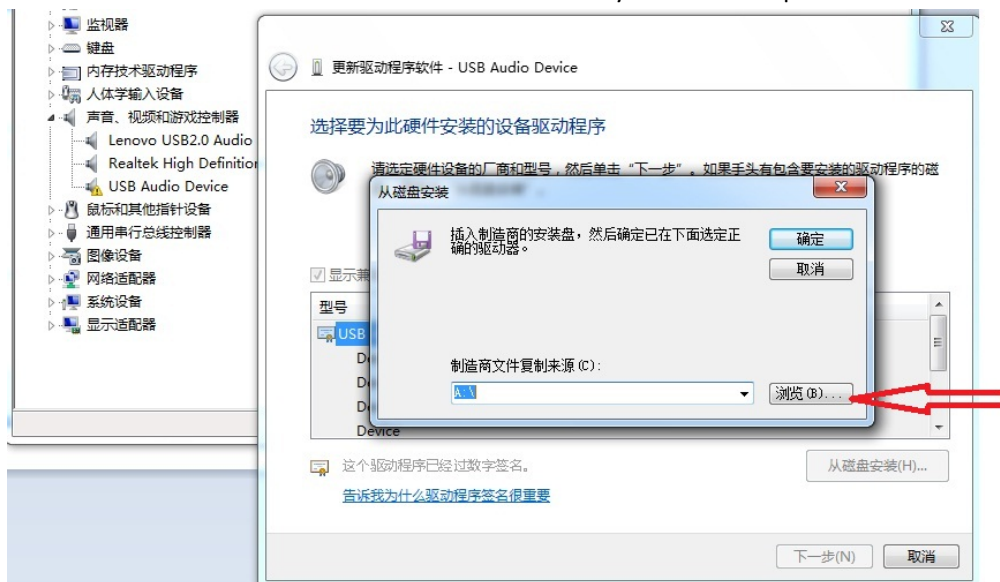 监视器
键盘
内存技术驱动程序
人体学输入设备
声音、视频和游戏控制器
Lenovo USB2.0 Audio
Realtek High Definition
USB Audio Device
鼠标和其他指针设备
通用串行总线控制器
图像设备
网络适配器
系统设备
显示适配器
更新驱动程序软件 - USB Audio Device
选择要为此硬件安装的设备驱动程序
请选定硬件设备的厂商和型号，然后单击“下一步”。如果手头有包含要安装的驱动程序的磁
从磁盘安装
插入制造商的安装盘，然后确定已在下面选定正
确的驱动器。
确定
取消
显示兼
型号
USB
制造商文件复制来源(C):
A:\
浏览(B)...
Device
这个驱动程序已经过数字签名。
告诉我为什么驱动程序签名很重要
从磁盘安装(H)...
下一步(N)
取消